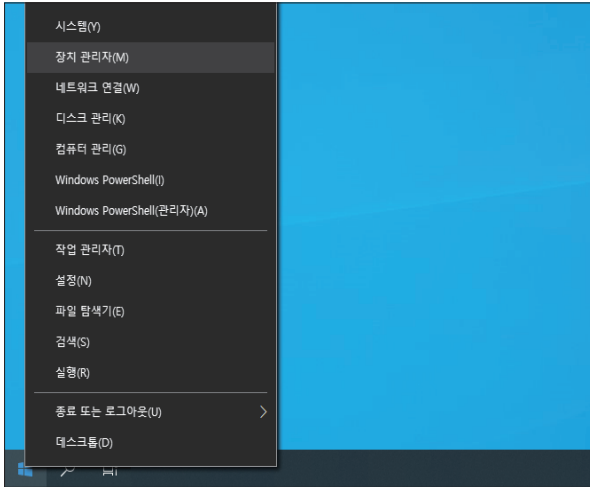 시스템(Y)
장치 관리자(M)
네트워크 연결(W)
디스크 관리(K)
컴퓨터 관리(G)
Windows PowerShell(I)
Windows PowerShell(관리자)(A)
작업 관리자(T)
설정(N)
파일 탐색기(E)
검색(S)
실행(R)
종료 또는 로그아웃(U)
데스크톱(D)